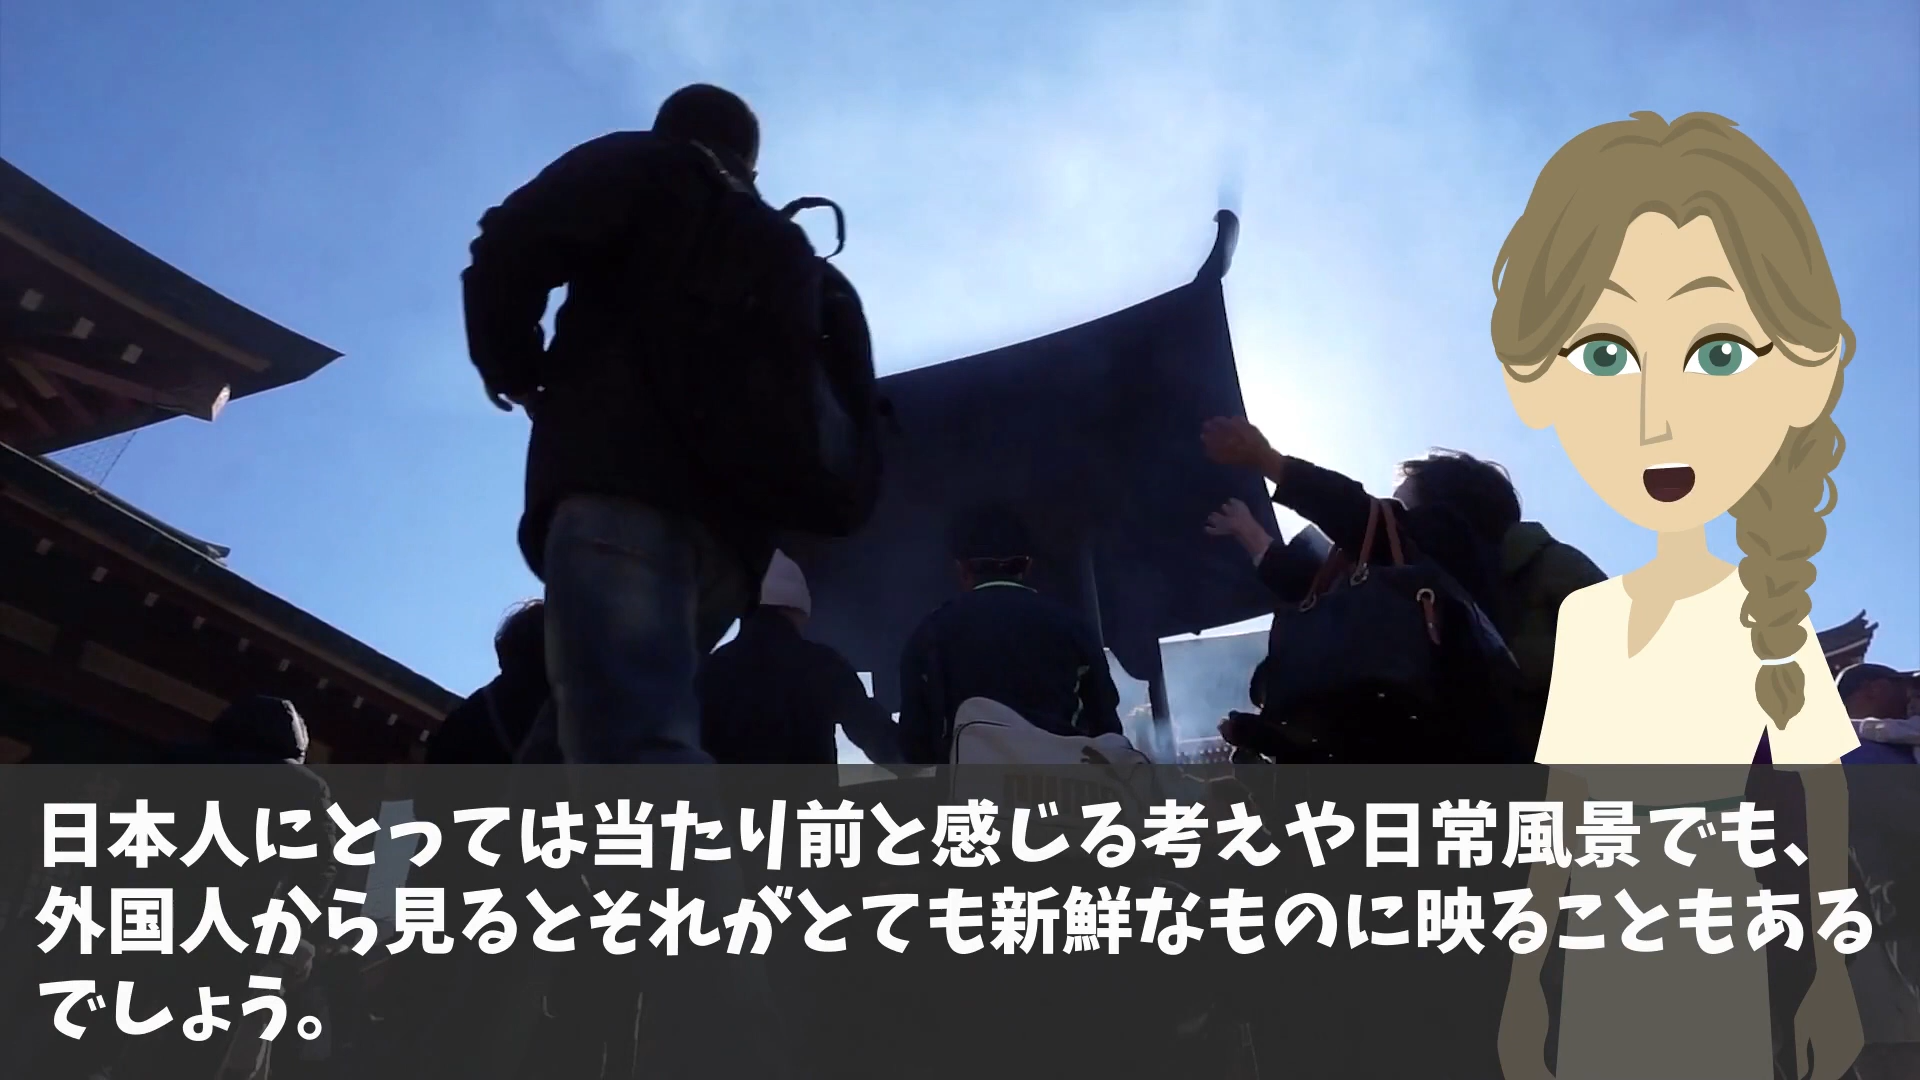 日本人にとっては当たり前と感じる考えや日常風景でも、
外国人から見るとそれがとても新鮮なものに映ることもある
でしょう。